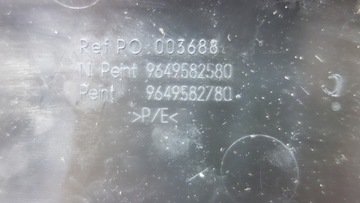 Ref PO:003688
NI Peint 9649582580
Peint 9649582780
>P/E<